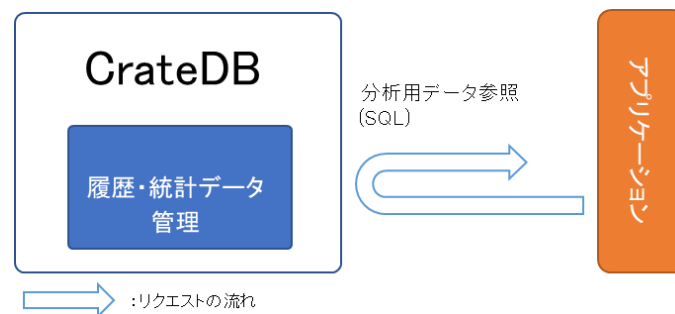 CrateDB
履歴・統計データ
管理
分析用データ参照
(SQL)
アプリケーション
:リクエストの流れ